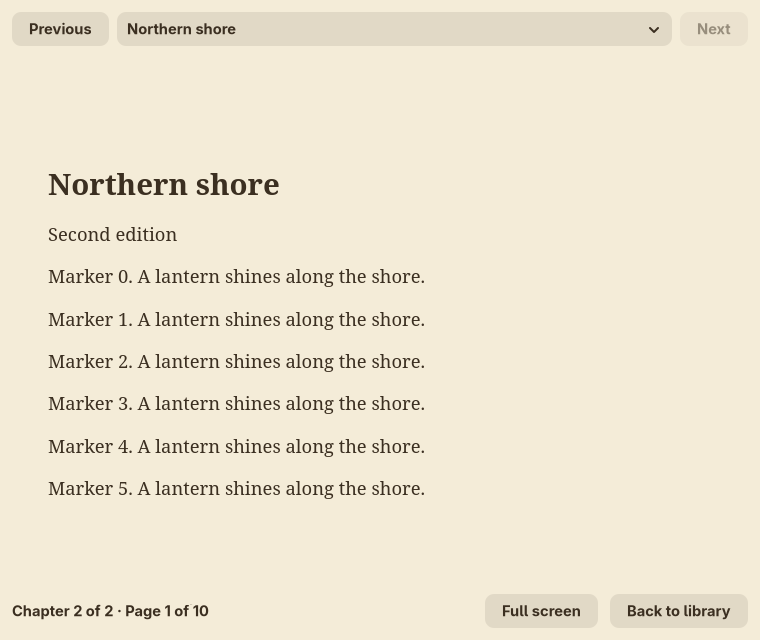 Previous
Northern shore
Next
Northern shore
Second edition
Marker 0. A lantern shines along the shore.
Marker 1. A lantern shines along the shore.
Marker 2. A lantern shines along the shore.
Marker 3. A lantern shines along the shore.
Marker 4. A lantern shines along the shore.
Marker 5. A lantern shines along the shore.
Chapter 2 of 2 · Page 1 of 10
Full screen
Back to library